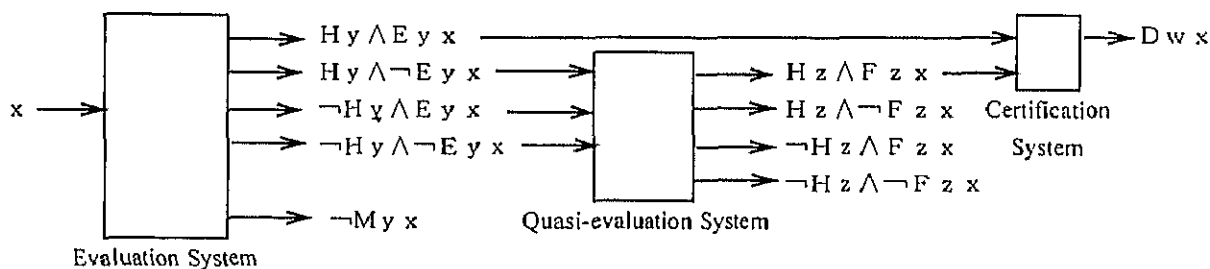 H y ∧ E y x
D w x
H y ∧ ¬ E y x
H z ∧ F z x
x
¬ H y ∧ E y x
H z ∧ ¬ F z x
Certification
System
¬ H y ∧ ¬ E y x
¬ H z ∧ F z x
¬ H z ∧ ¬ F z x
¬ M y x
Quasi-evaluation System
Evaluation System